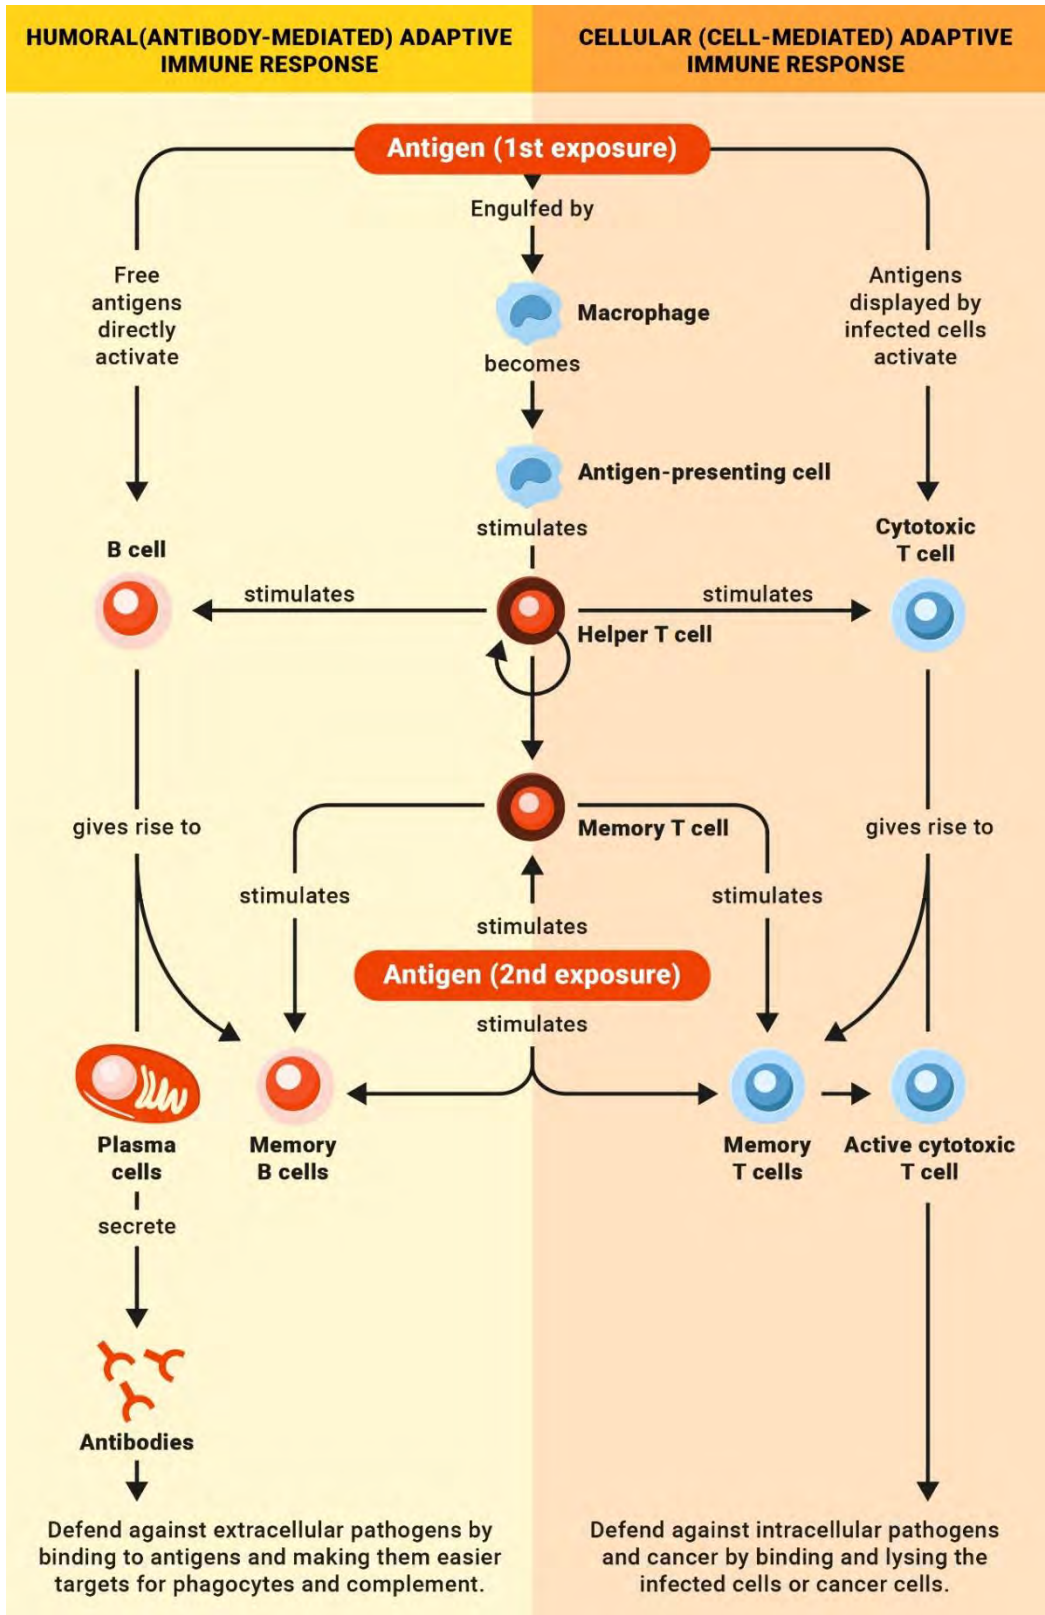 HUMORAL(ANTIBODY-MEDIATED) ADAPTIVE
IMMUNE RESPONSE
CELLULAR (CELL-MEDIATED) ADAPTIVE
IMMUNE RESPONSE
Antigen (1st exposure)
Engulfed by
Free
antigens
directly
activate
Antigens
displayed by
infected cells
activate
Macrophage
becomes
Antigen-presenting cell
stimulates
B cell
Cytotoxic
T cell
stimulates
stimulates
Helper T cell
gives rise to
Memory T cell
gives rise to
stimulates
stimulates
stimulates
Antigen (2nd exposure)
stimulates
Plasma
cells
Memory
B cells
Memory
T cells
Active cytotoxic
T cell
secrete
Antibodies
Defend against extracellular pathogens by
binding to antigens and making them easier
targets for phagocytes and complement.
Defend against intracellular pathogens
and cancer by binding and lysing the
infected cells or cancer cells.